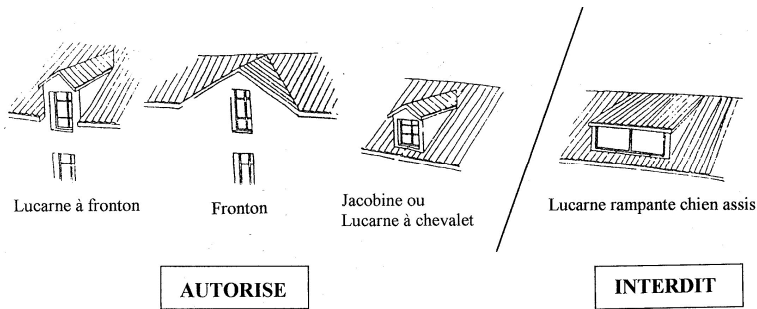 Lucarne à fronton
Fronton
Jacobine ou
Lucarne à chevalet
Lucarne rampante chien assis
AUTORISE
INTERDIT